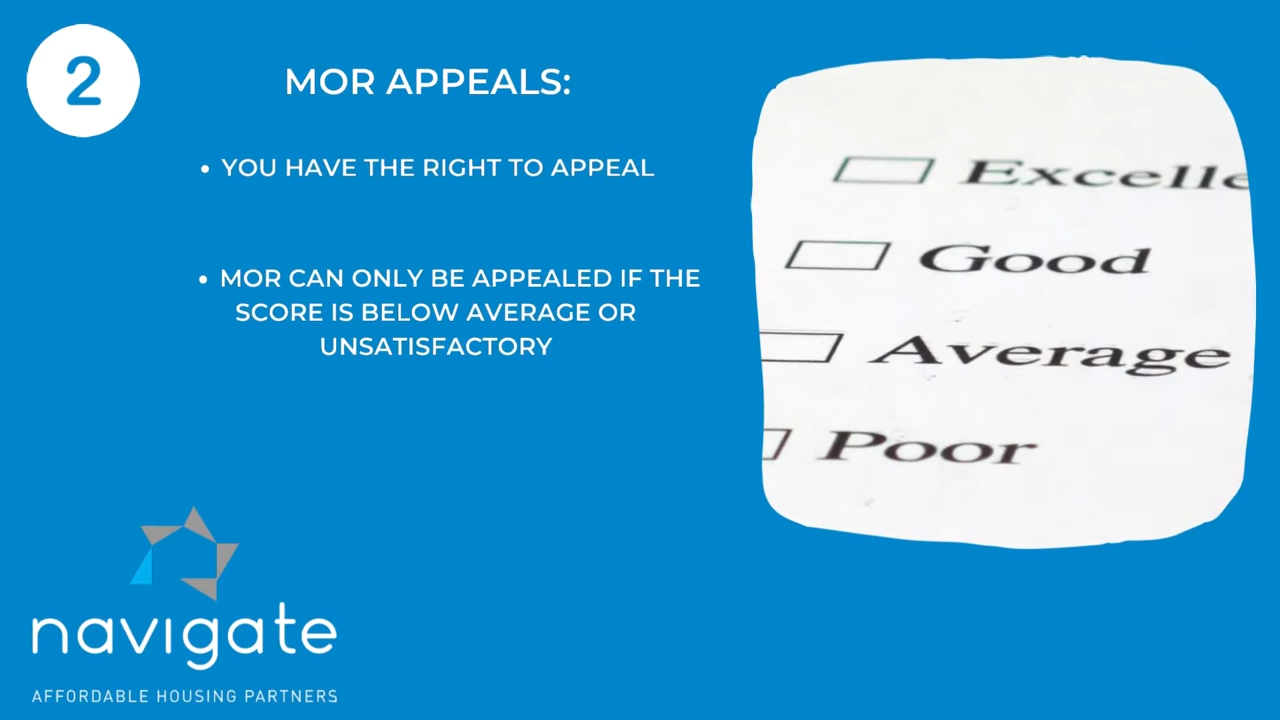 2
MOR APPEALS:
• YOU HAVE THE RIGHT TO APPEAL
• MOR CAN ONLY BE APPEALED IF THE
SCORE IS BELOW AVERAGE OR
UNSATISFACTORY
Excelle
Good
Average
Poor
navigate
AFFORDABLE HOUSING PARTNERS